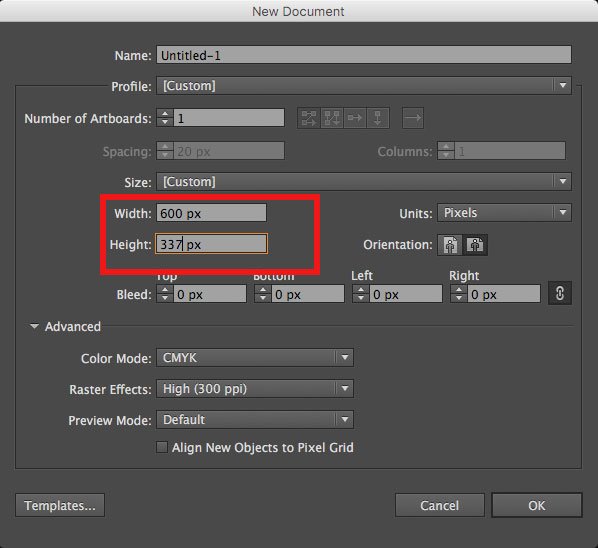 New Document
Name: Untitled-1
Profile: [Custom]
Number of Artboards: 1
Spacing: 20 px Columns: 1
Size: [Custom]
Width: 600 px Units: Pixels
Height: 337 px Orientation:
Top Bottom Left Right
Bleed: 0 px 0 px 0 px 0 px
Advanced
Color Mode: CMYK
Raster Effects: High (300 ppi)
Preview Mode: Default
Align New Objects to Pixel Grid
Templates... Cancel OK